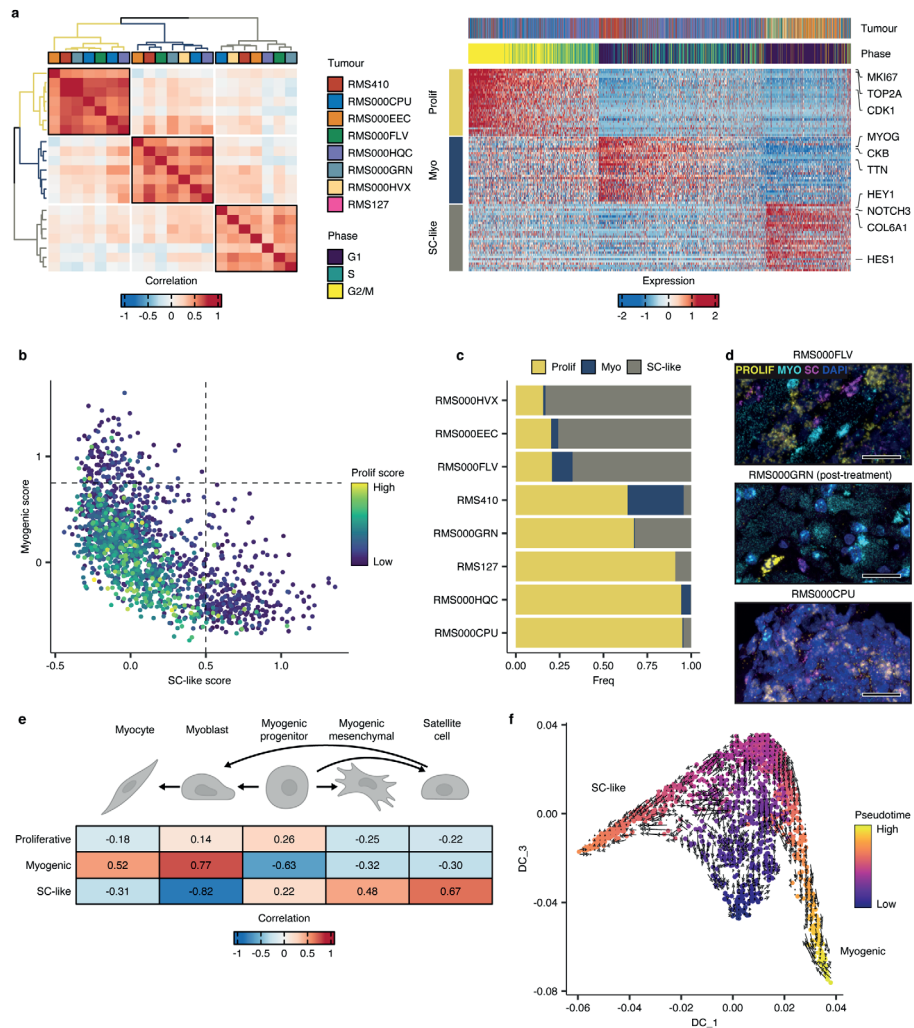 a
Tumour
RMS410
RMS000CPU
RMS000EEC
RMS000FLV
RMS000HQC
RMS000GRN
RMS000HVX
RMS127
Phase
G1
S
G2/M
Correlation
-1 -0.5 0 0.5 1
Tumour
Phase
Prolif
Myo
SC-like
MKI67
TOP2A
CDK1
MYOG
CKB
TTN
HEY1
NOTCH3
COL6A1
HES1
Expression
-2 -1 0 1 2
b
Myogenic score
1
0
-0.5 0.0 0.5 1.0
SC-like score
Prolif score
High
Low
c
Prolif Myo SC-like
RMS000HVX
RMS000EEC
RMS000FLV
RMS410
RMS000GRN
RMS127
RMS000HQC
RMS000CPU
0.00 0.25 0.50 0.75 1.00
Freq
d
RMS000FLV
PROLIF MYO SC DAPI
RMS000GRN (post-treatment)
RMS000CPU
e
Myocyte Myoblast Myogenic progenitor Myogenic mesenchymal Satellite cell
Proliferative -0.18 0.14 0.26 -0.25 -0.22
Myogenic 0.52 0.77 -0.63 -0.32 -0.30
SC-like -0.31 -0.82 0.22 0.48 0.67
Correlation
-1 -0.5 0 0.5 1
f
0.04
0.00
-0.04
-0.08
DC_3
SC-like
Myogenic
-0.06 -0.04 -0.02 0.00 0.02 0.04
DC_1
Pseudotime
High
Low